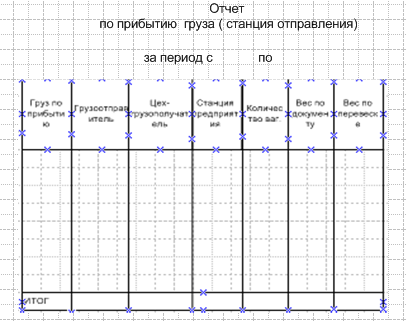 Отчет
по прибытию груза ( станция отправления)
за период с по
Груз по
прибыти
ю
Грузоотправ
итель
Цех-
грузополучат
ель
Станция
предприят
ия
Количес
тво ваг.
Вес по
докумен
ту
Вес по
перевеск
е
ИТОГ